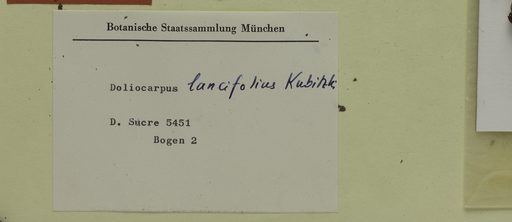 Botanische Staatssammlung München
Doliocarpus lancifolius Kubitzki
D. Sucre 5451
Bogen 2